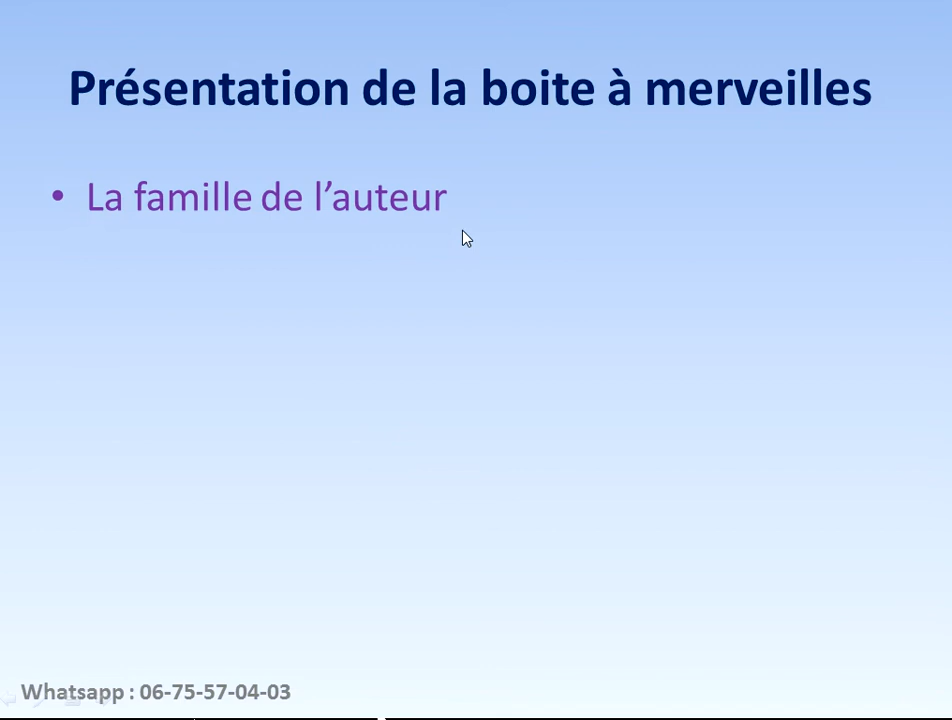 Présentation de la boite à merveilles
• La famille de l’auteur
Whatsapp : 06-75-57-04-03